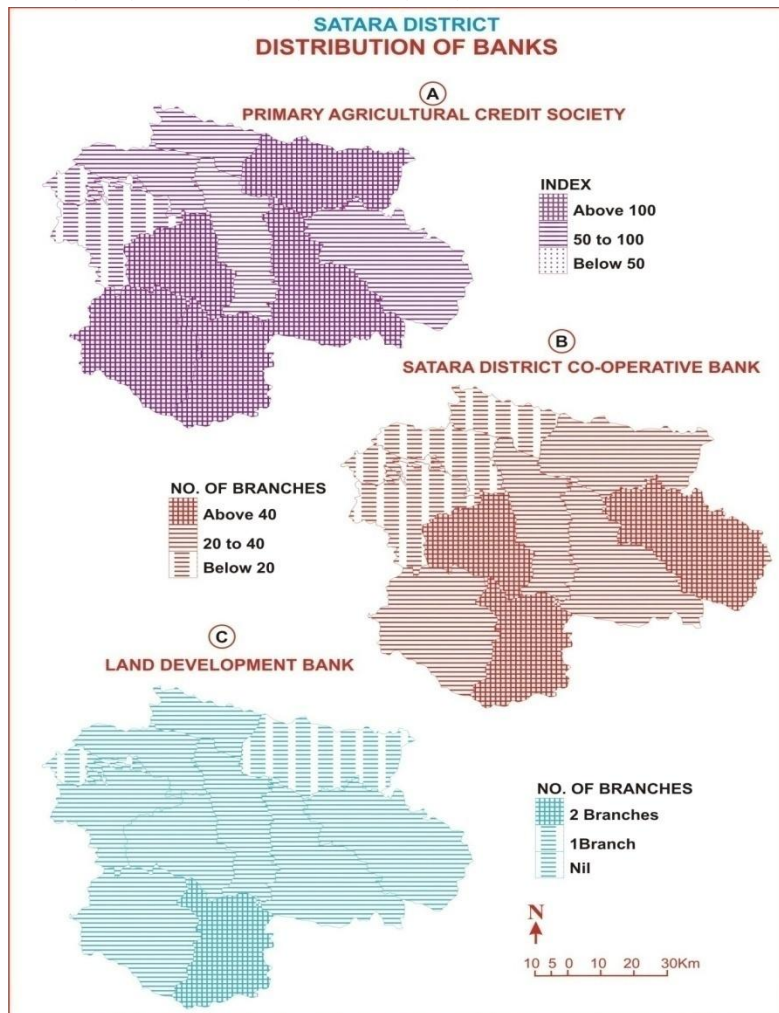 SATARA DISTRICT
DISTRIBUTION OF BANKS
A
PRIMARY AGRICULTURAL CREDIT SOCIETY
INDEX
Above 100
50 to 100
Below 50
B
SATARA DISTRICT CO-OPERATIVE BANK
NO. OF BRANCHES
Above 40
20 to 40
Below 20
C
LAND DEVELOPMENT BANK
NO. OF BRANCHES
2 Branches
1Branch
Nil
N
10 5 0 10 20 30Km